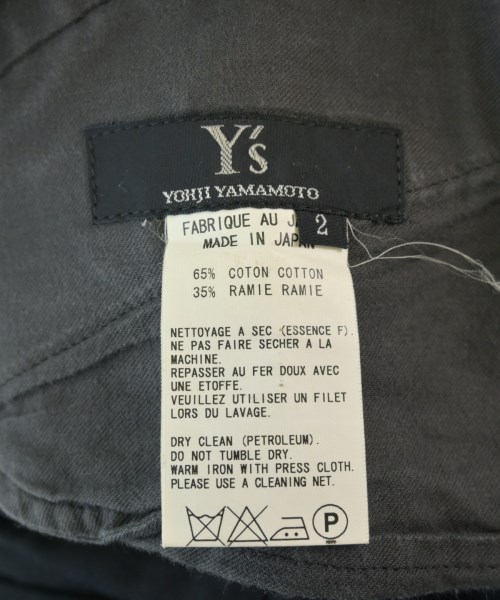 Y's
YOHJI YAMAMOTO
2
FABRIQUE AU
MADE IN JAPAN
65% COTON COTTON
35% RAMIE RAMIE
NETTOYAGE A SEC (ESSENCE F).
NE PAS FAIRE SECHER A LA
MACHINE.
REPASSER AU FER DOUX AVEC
UNE ETOFFE.
VEUILLEZ UTILISER UN FILET
LORS DU LAVAGE.
DRY CLEAN (PETROLEUM).
DO NOT TUMBLE DRY.
WARM IRON WITH PRESS CLOTH.
PLEASE USE A CLEANING NET.
P